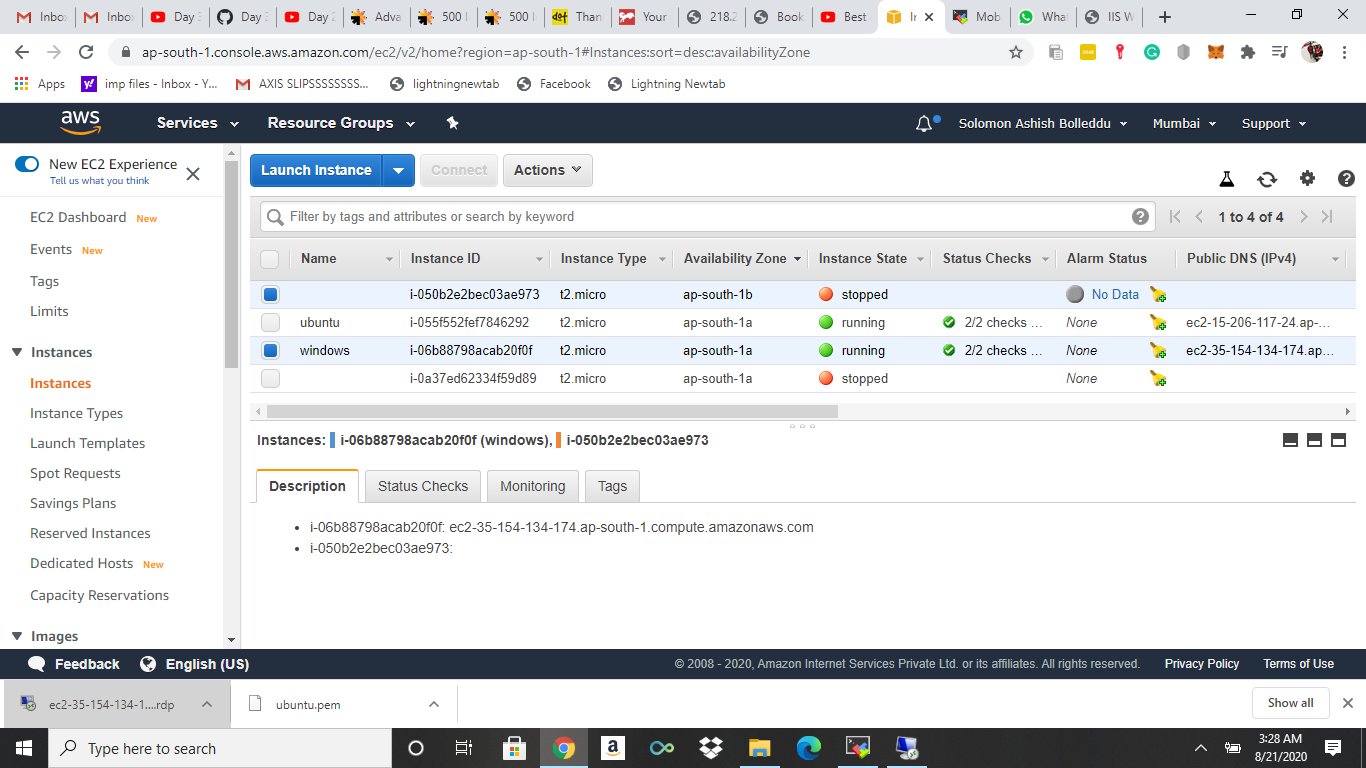 Inbo Inbo Day 3 Day 3 Day 2 Adva 500 I 500 I Than Your 218.2 Book Best In Mob What IIS W
ap-south-1.console.aws.amazon.com/ec2/v2/home?region=ap-south-1#Instances:sort=desc:availabilityZone
Apps imp files - Inbox - Y... AXIS SLIPSSSSSSSS... lightningnewtab Facebook Lightning Newtab
aws Services Resource Groups Solomon Ashish Bolleddu Mumbai Support
New EC2 Experience
Tell us what you think
EC2 Dashboard New
Events New
Tags
Limits
Instances
Instances
Instance Types
Launch Templates
Spot Requests
Savings Plans
Reserved Instances
Dedicated Hosts New
Capacity Reservations
Images
Launch Instance Connect Actions
Filter by tags and attributes or search by keyword 1 to 4 of 4
Name Instance ID Instance Type Availability Zone Instance State Status Checks Alarm Status Public DNS (IPv4)
i-050b2e2bec03ae973 t2.micro ap-south-1b stopped No Data
ubuntu i-055f552fef7846292 t2.micro ap-south-1a running 2/2 checks ... None ec2-15-206-117-24.ap-...
windows i-06b88798acab20f0f t2.micro ap-south-1a running 2/2 checks ... None ec2-35-154-134-174.ap...
i-0a37ed62334f59d89 t2.micro ap-south-1a stopped None
Instances: i-06b88798acab20f0f (windows), i-050b2e2bec03ae973
Description Status Checks Monitoring Tags
i-06b88798acab20f0f: ec2-35-154-134-174.ap-south-1.compute.amazonaws.com
i-050b2e2bec03ae973:
Feedback English (US) © 2008 - 2020, Amazon Internet Services Private Ltd. or its affiliates. All rights reserved. Privacy Policy Terms of Use
ec2-35-154-134-1....rdp ubuntu.pem Show all
Type here to search
3:28 AM
8/21/2020